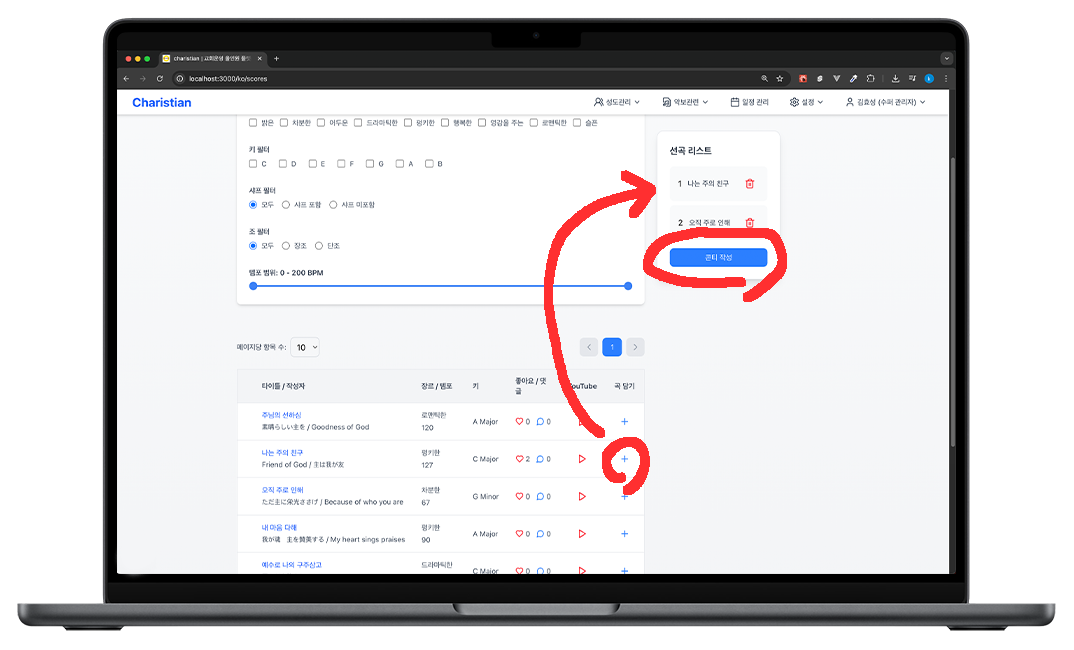 charistian | 교회운영 올인원 플랫
localhost:3000/ko/scores
Charistian
성도관리
악보관련
일정 관리
설정
김효성 (수퍼 관리자)
밝은 차분한 어두운 드라마틱한 펑키한 행복한 영감을 주는 로맨틱한 슬픈
키 필터
C D E F G A B
샤프 필터
모두 샤프 포함 샤프 미포함
조 필터
모두 장조 단조
템포 범위: 0 - 200 BPM
선곡 리스트
1 나는 주의 친구
2 오직 주로 인해
콘티 작성
페이지당 항목 수: 10
1
타이틀 / 작성자 장르 / 템포 키 좋아요 / 댓글 YouTube 곡 담기
주님의 선하심 로맨틱한
素晴らしい主を / Goodness of God 120 A Major 0 0
나는 주의 친구 펑키한
Friend of God / 主は我が友 127 C Major 2 0
오직 주로 인해 차분한
ただ主に栄光ささげ / Because of who you are 67 G Minor 0 0
내 마음 다해 펑키한
我が魂 主を賛美する / My heart sings praises 90 A Major 0 0
예수로 나의 구주삼고 드라마틱한
C Major 0 0